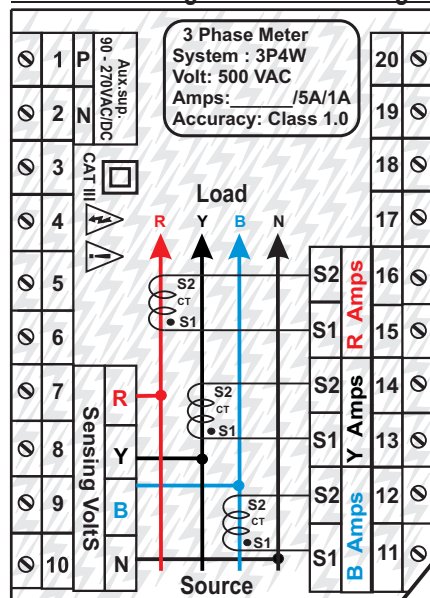 3 Phase Meter
System : 3P4W
Volt: 500 VAC
Amps:______/5A/1A
Accuracy: Class 1.0
1 P
2 N
Aux.sup.
90 - 270VAC/DC
3
4
5
6
7 R
8 Y
9 B
10 N
Sensing VoltS
CAT III
Load
R Y B N
S2
CT
S1
S2
CT
S1
S2
CT
S1
Source
20
19
18
17
S2 16
S1 15
R Amps
S2 14
S1 13
Y Amps
S2 12
S1 11
B Amps